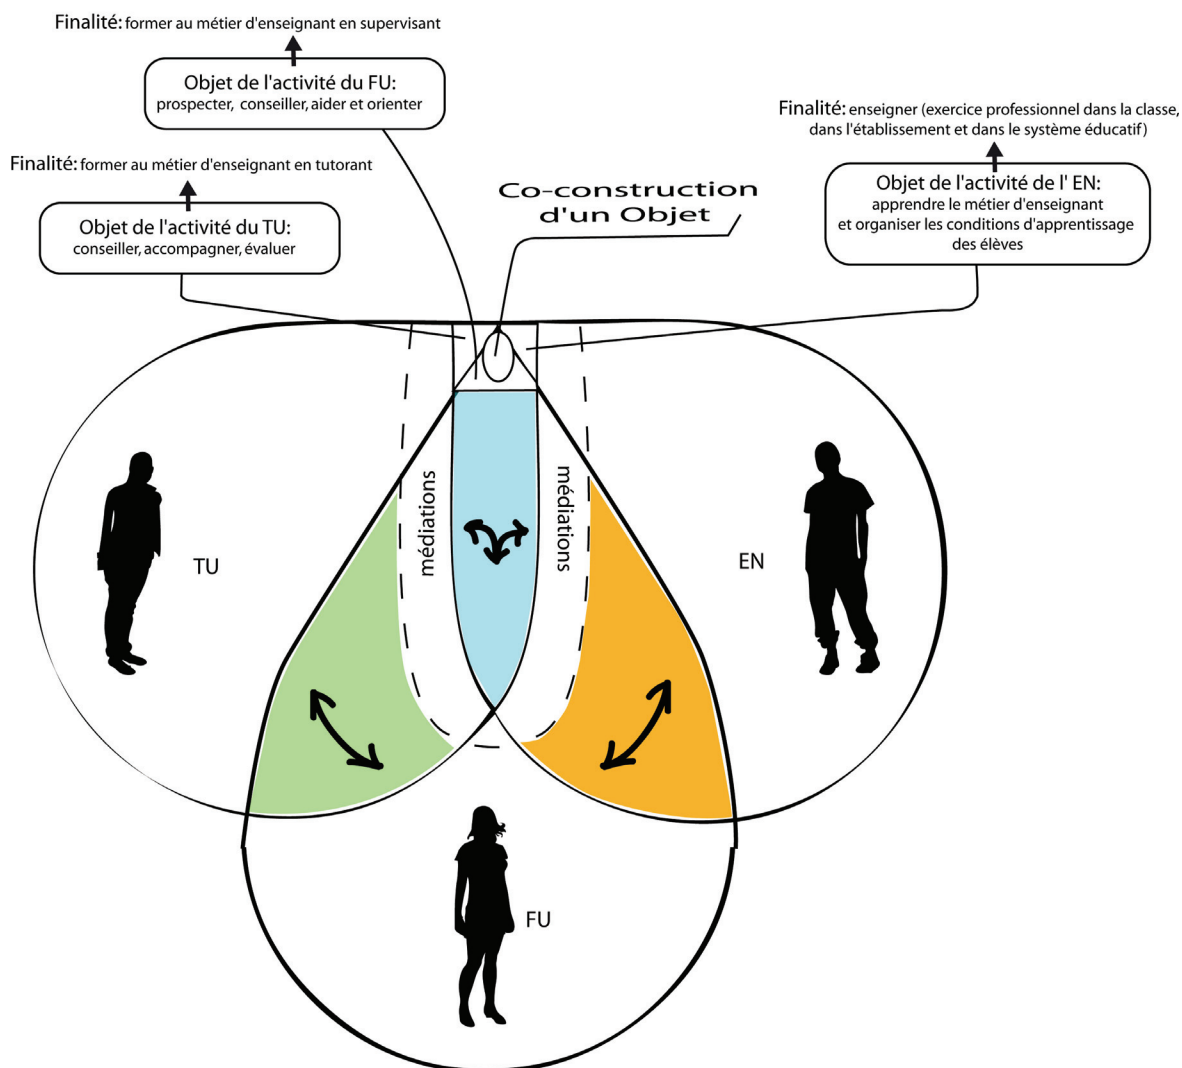 Finalité: former au métier d'enseignant en supervisant
Objet de l'activité du FU:
prospecter, conseiller, aider et orienter
Finalité: former au métier d'enseignant en tutorant
Objet de l'activité du TU:
conseiller, accompagner, évaluer
Co-construction
d'un Objet
Finalité: enseigner (exercice professionnel dans la classe,
dans l'établissement et dans le système éducatif)
Objet de l'activité de l' EN:
apprendre le métier d'enseignant
et organiser les conditions d'apprentissage
des élèves
médiations
médiations
TU
EN
FU